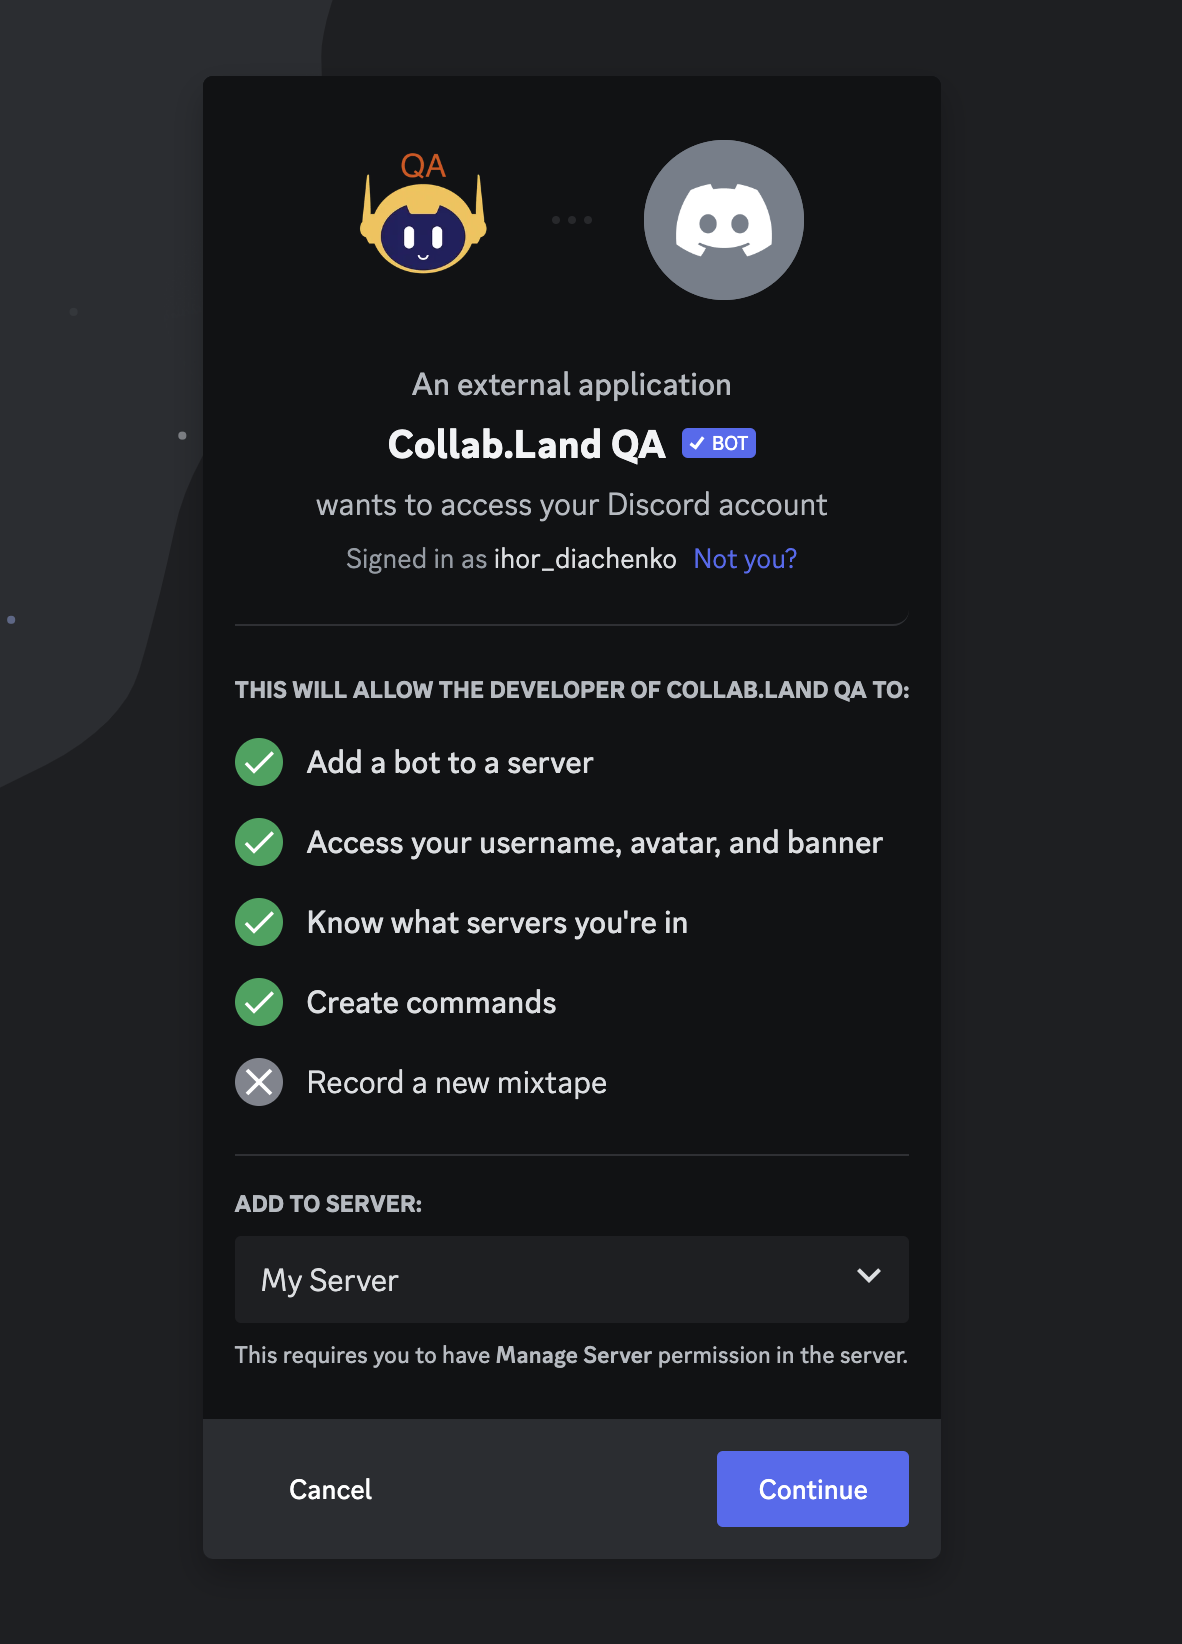 QA
An external application
Collab.Land QA BOT
wants to access your Discord account
Signed in as ihor_diachenko Not you?
THIS WILL ALLOW THE DEVELOPER OF COLLAB.LAND QA TO:
Add a bot to a server
Access your username, avatar, and banner
Know what servers you're in
Create commands
Record a new mixtape
ADD TO SERVER:
My Server
This requires you to have Manage Server permission in the server.
Cancel Continue